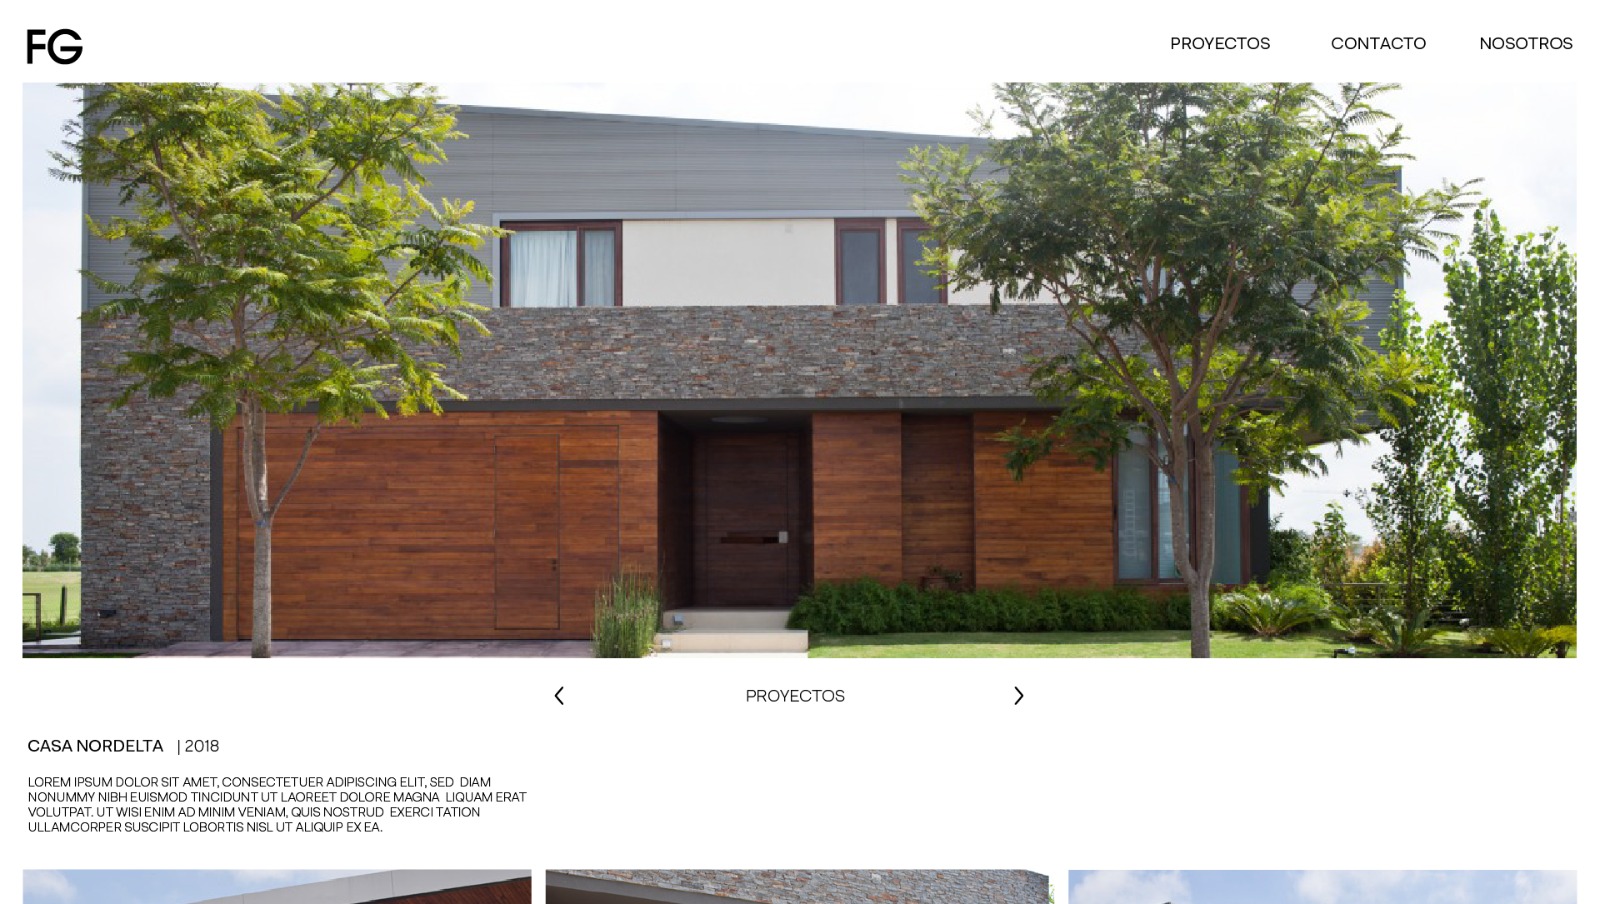 FG
PROYECTOS CONTACTO NOSOTROS
PROYECTOS
CASA NORDELTA | 2018
LOREM IPSUM DOLOR SIT AMET, CONSECTETUER ADIPISCING ELIT, SED DIAM
NONUMMY NIBH EUISMOD TINCIDUNT UT LAOREET DOLORE MAGNA LIQUAM ERAT
VOLUTPAT. UT WISI ENIM AD MINIM VENIAM, QUIS NOSTRUD EXERCI TATION
ULLAMCORPER SUSCIPIT LOBORTIS NISL UT ALIQUIP EX EA.